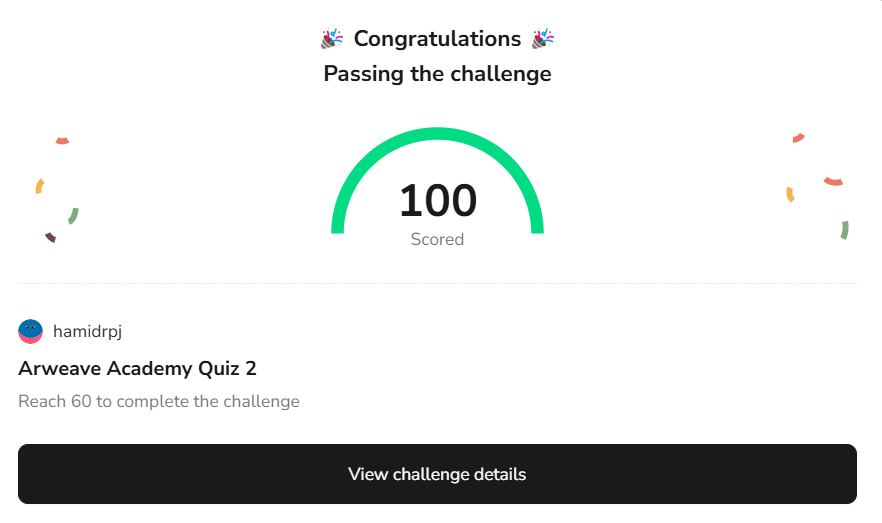 🎉 Congratulations 🎉
Passing the challenge
100
Scored
hamidrpj
Arweave Academy Quiz 2
Reach 60 to complete the challenge
View challenge details